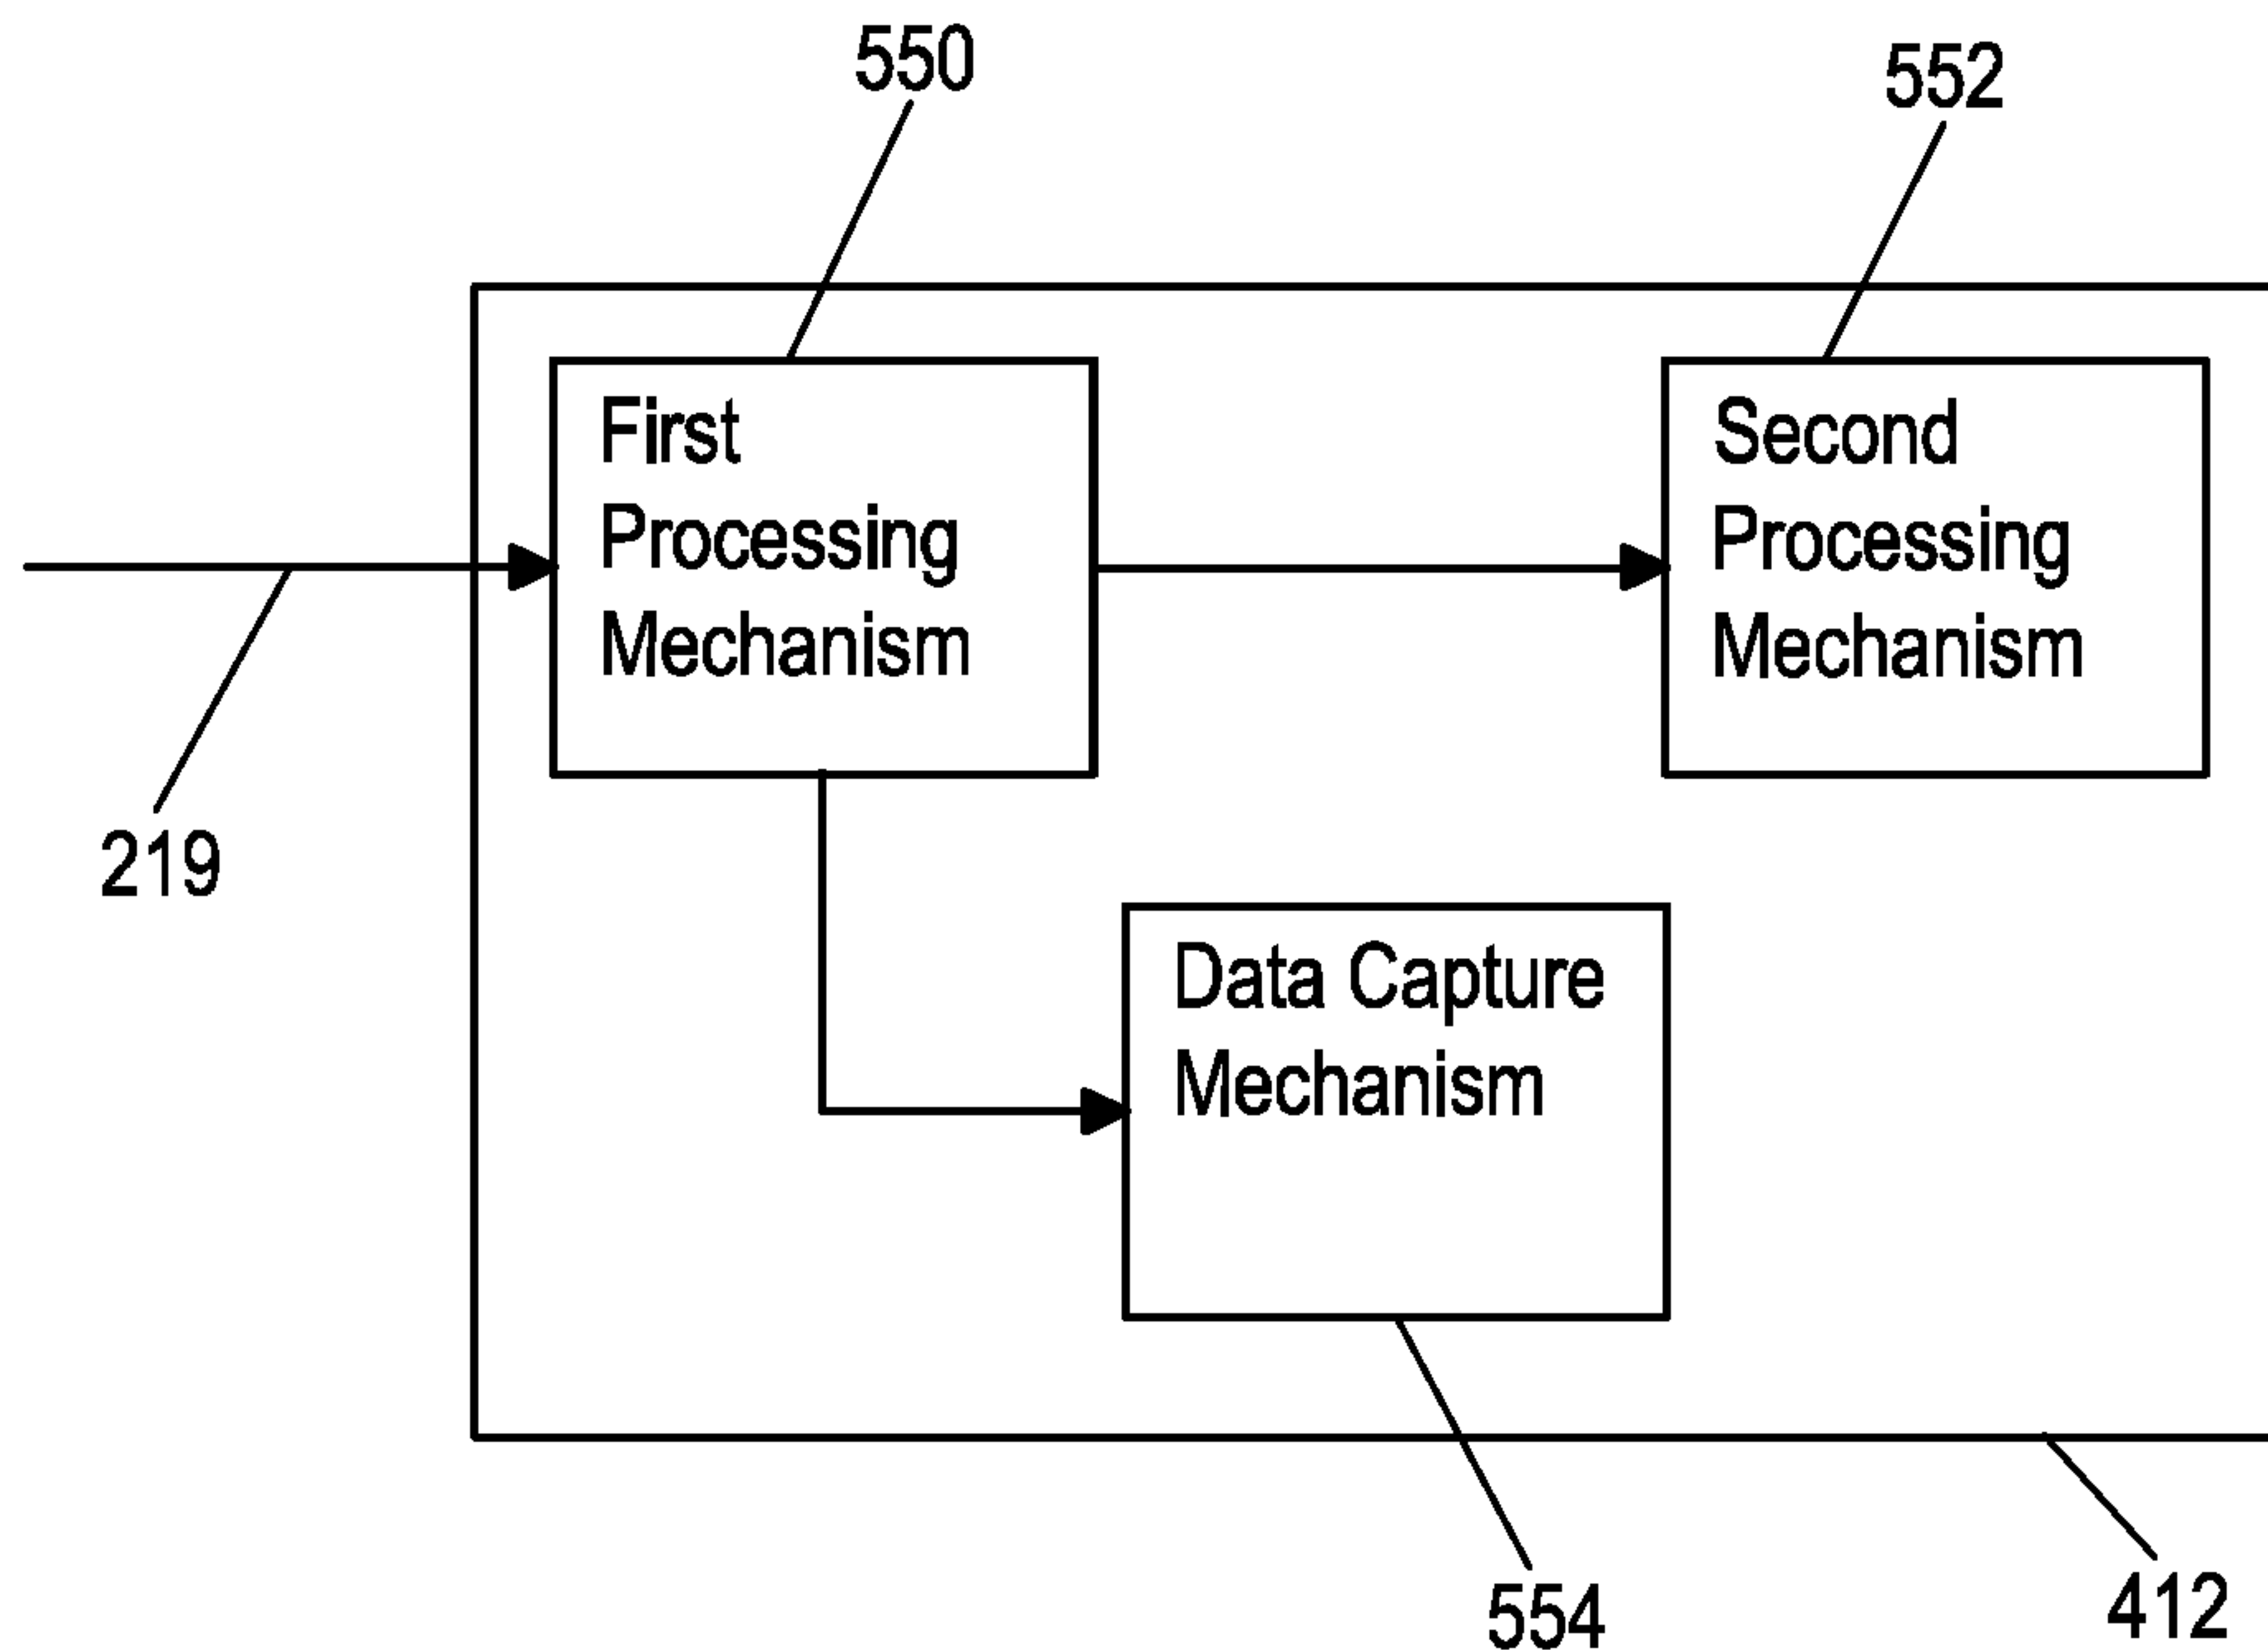 550
552
First
Processing
Mechanism
Second
Processing
Mechanism
219
Data Capture
Mechanism
554
412